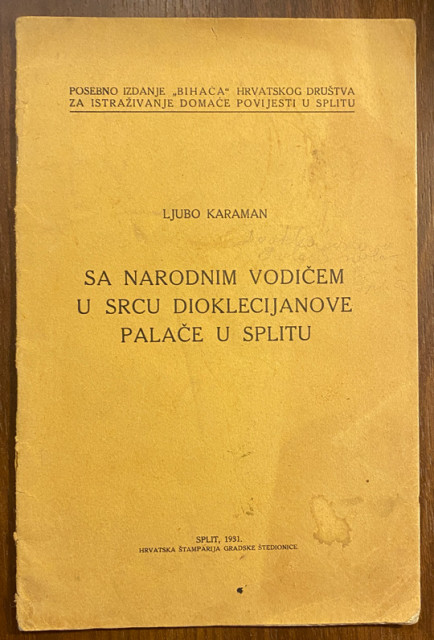 POSEBNO IZDANJE „BIHAĆA“ HRVATSKOG DRUŠTVA
ZA ISTRAŽIVANJE DOMAĆE POVIJESTI U SPLITU
LJUBO KARAMAN
SA NARODNIM VODIČEM
U SRCU DIOKLECIJANOVE
PALAČE U SPLITU
SPLIT, 1931.
HRVATSKA ŠTAMPARIJA GRADSKE ŠTEDIONICE